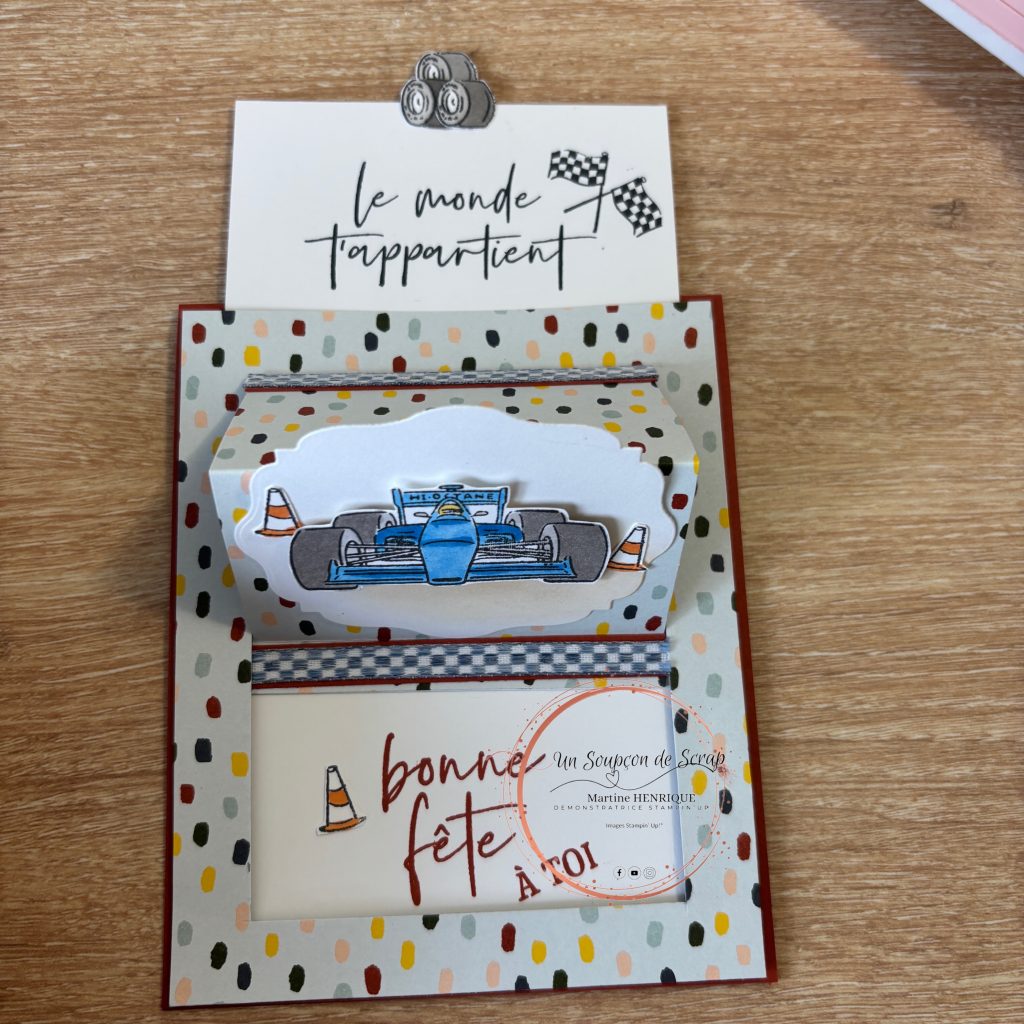 le monde
t'appartient
HI-OCTANE
bonne
fête
À TOI
Un Soupçon de Scrap
Martine HENRIQUE
DEMONSTRATRICE STAMPIN UP
Images Stampin' Up!®